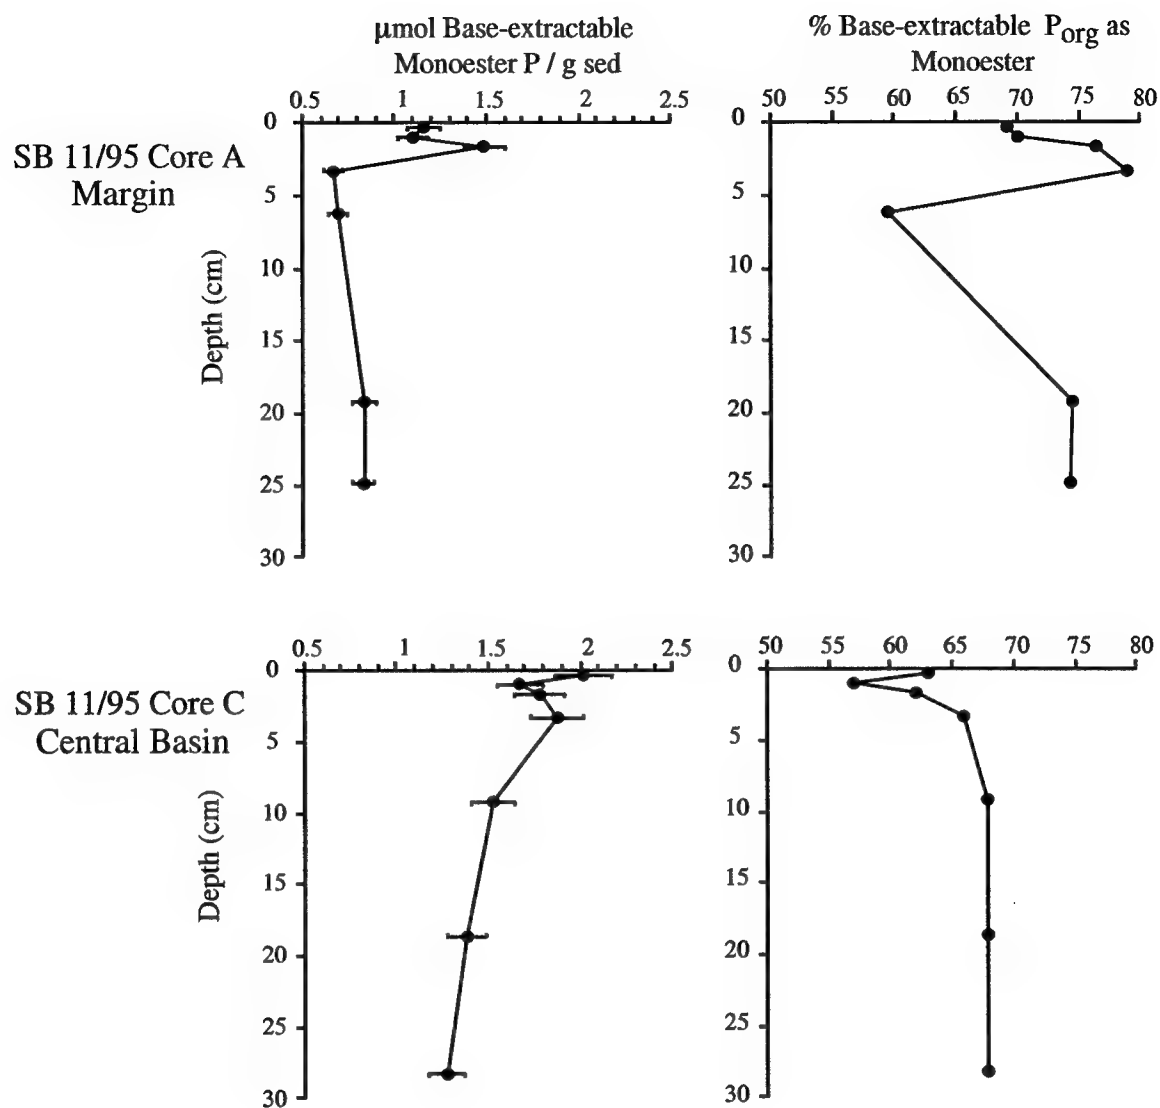 µmol Base-extractable
Monoester P / g sed
% Base-extractable Porg as
Monoester
0.5 1 1.5 2 2.5
50 55 60 65 70 75 80
SB 11/95 Core A
Margin
Depth (cm)
0
5
10
15
20
25
30
0
5
10
15
20
25
30
0.5 1 1.5 2 2.5
50 55 60 65 70 75 80
SB 11/95 Core C
Central Basin
Depth (cm)
0
5
10
15
20
25
30
0
5
10
15
20
25
30